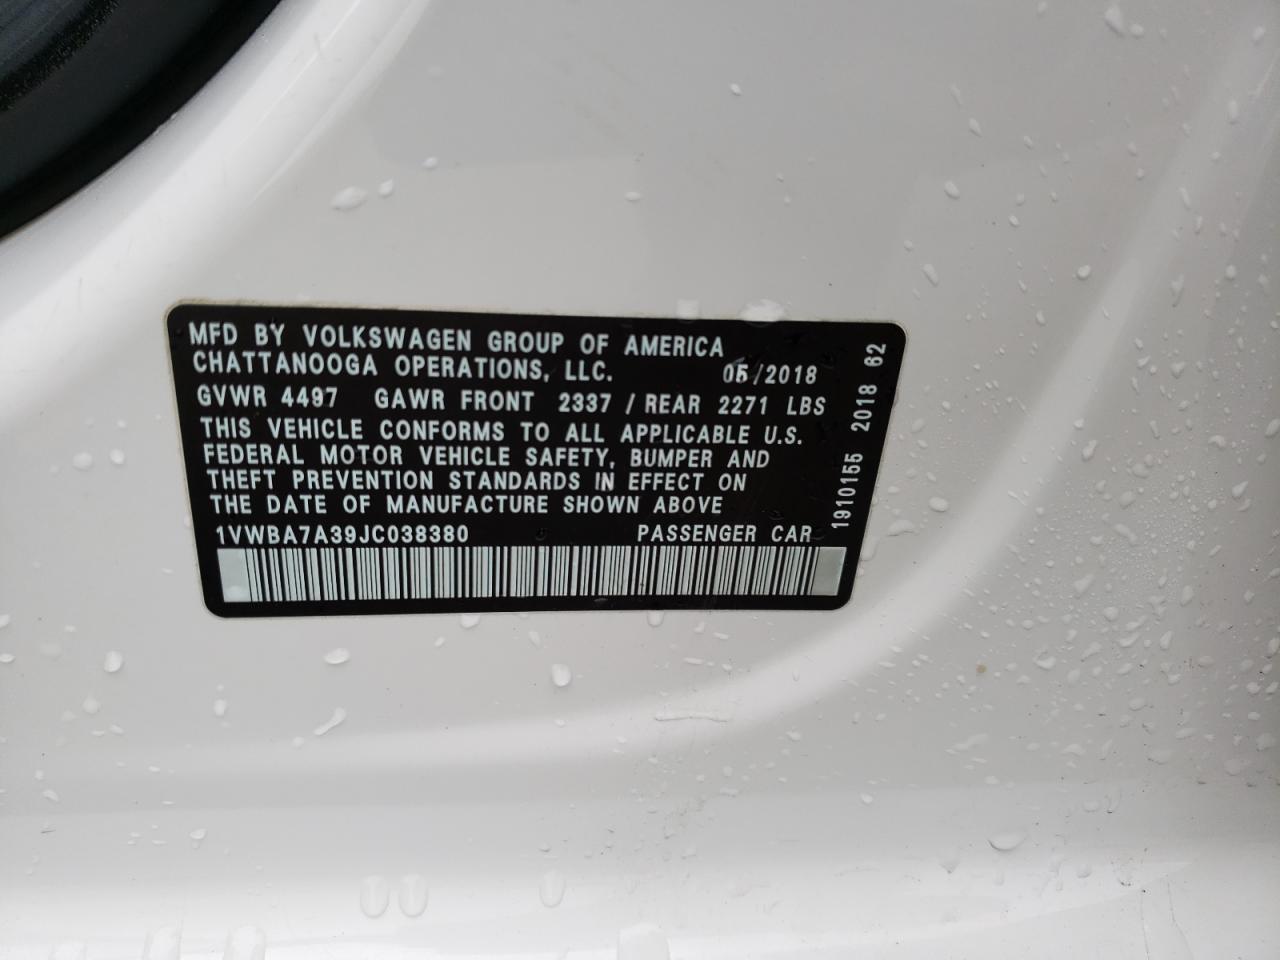 MFD BY VOLKSWAGEN GROUP OF AMERICA
CHATTANOOGA OPERATIONS, LLC. 05/2018
GVWR 4497 GAWR FRONT 2337 / REAR 2271 LBS
THIS VEHICLE CONFORMS TO ALL APPLICABLE U.S.
FEDERAL MOTOR VEHICLE SAFETY, BUMPER AND
THEFT PREVENTION STANDARDS IN EFFECT ON
THE DATE OF MANUFACTURE SHOWN ABOVE
1VWBA7A39JC038380 PASSENGER CAR
1910155 2018 62